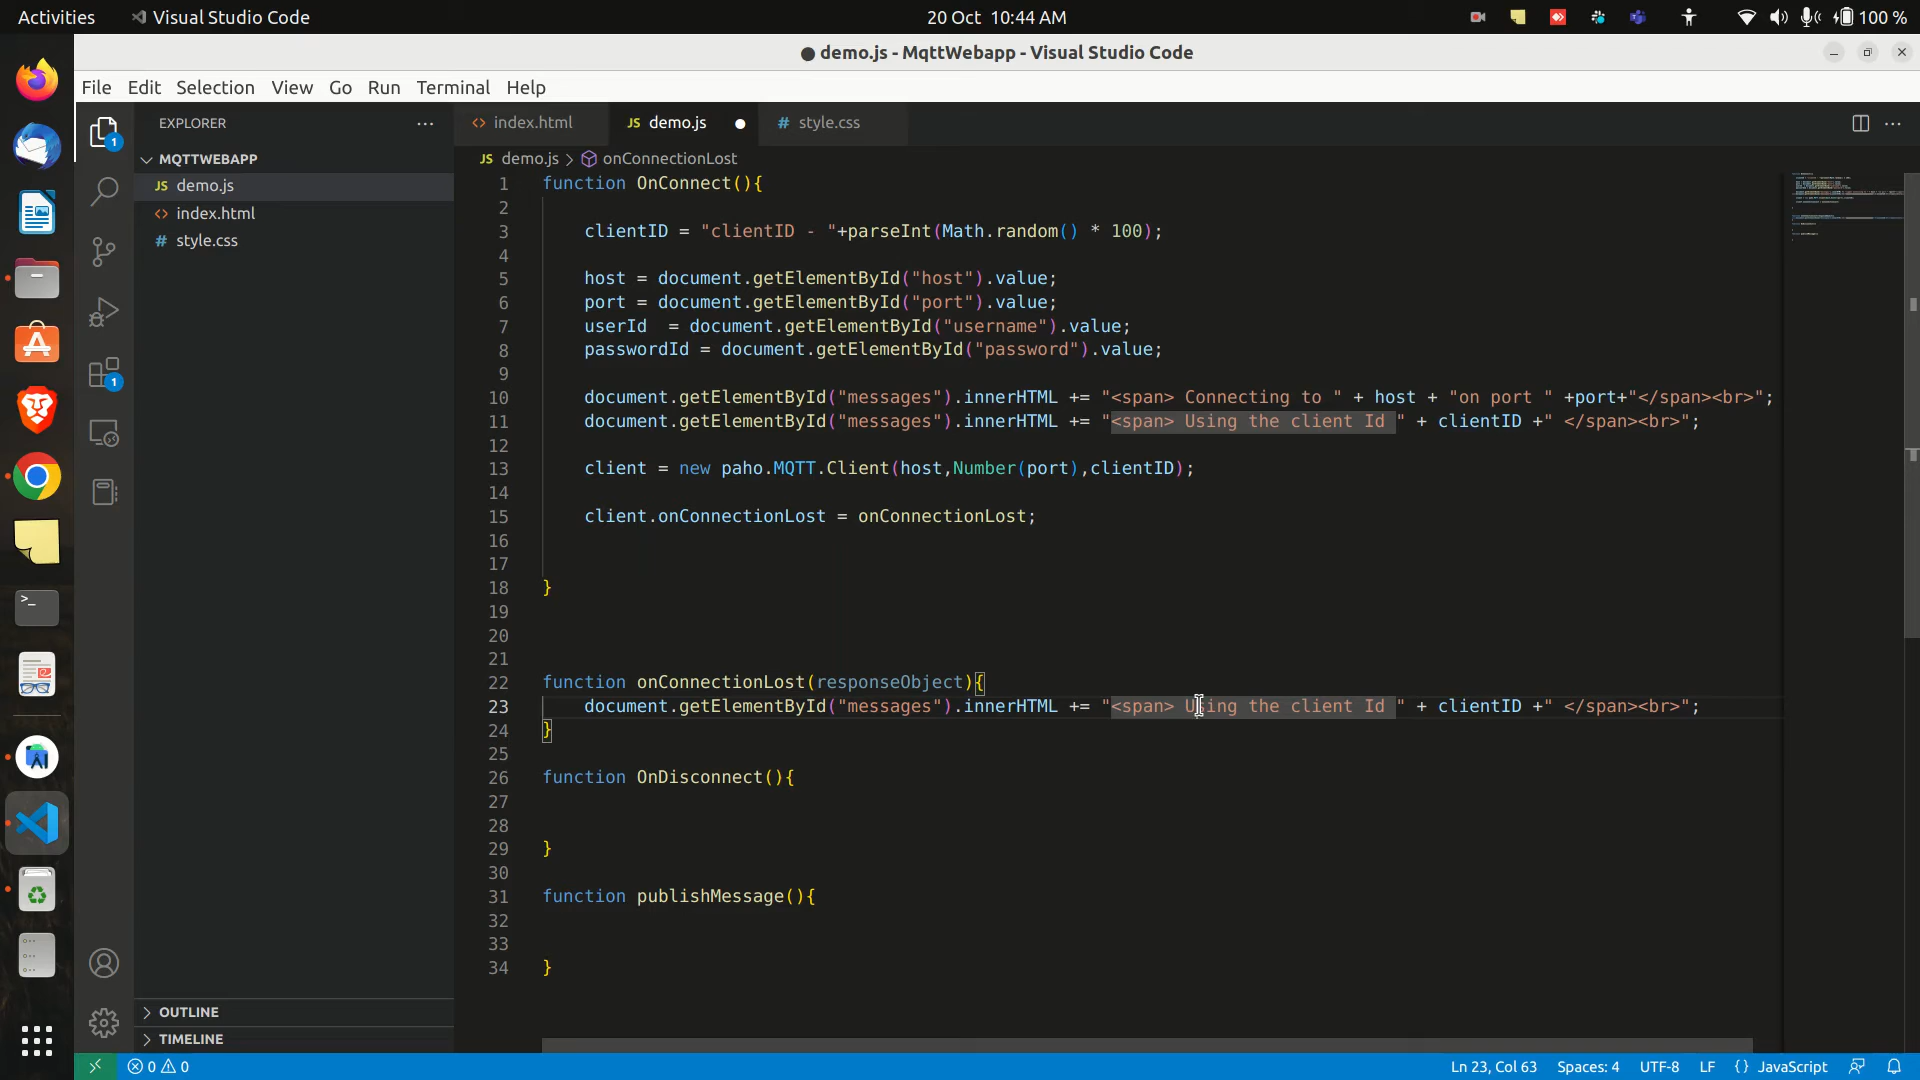 Activities
Visual Studio Code
20 Oct 10:44 AM
100 %
demo.js - MqttWebapp - Visual Studio Code
File Edit Selection View Go Run Terminal Help
EXPLORER
MQTTWEBAPP
JS demo.js
<> index.html
# style.css
OUTLINE
TIMELINE
1
1
<> index.html
JS demo.js
# style.css
JS demo.js > onConnectionLost
1 function OnConnect(){
2
3 clientID = "clientID - "+parseInt(Math.random() * 100);
4
5 host = document.getElementById("host").value;
6 port = document.getElementById("port").value;
7 userId  = document.getElementById("username").value;
8 passwordId = document.getElementById("password").value;
9
10 document.getElementById("messages").innerHTML += "<span> Connecting to " + host + "on port " +port+"</span><br>";
11 document.getElementById("messages").innerHTML += "<span> Using the client Id " + clientID +" </span><br>";
12
13 client = new paho.MQTT.Client(host,Number(port),clientID);
14
15 client.onConnectionLost = onConnectionLost;
16
17
18 }
19
20
21
22 function onConnectionLost(responseObject){
23 document.getElementById("messages").innerHTML += "<span> Using the client Id " + clientID +" </span><br>";
24 }
25
26 function OnDisconnect(){
27
28
29 }
30
31 function publishMessage(){
32
33
34 }
0 0
Ln 23, Col 63
Spaces: 4
UTF-8
LF
{} JavaScript